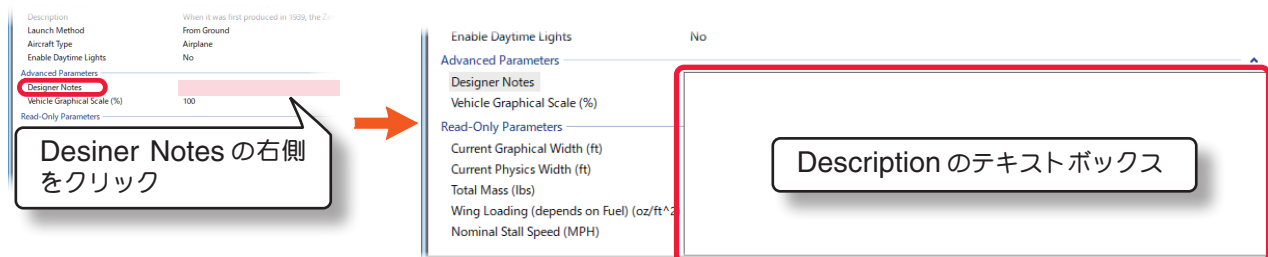 Description When it was first produced in 1939, the
Launch Method From Ground
Aircraft Type Airplane
Enable Daytime Lights No
Advanced Parameters
Designer Notes
Vehicle Graphical Scale (%) 100
Read-Only Parameters
Desiner Notes の右側
をクリック
Enable Daytime Lights No
Advanced Parameters
Designer Notes
Vehicle Graphical Scale (%)
Read-Only Parameters
Current Graphical Width (ft)
Current Physics Width (ft)
Total Mass (lbs)
Wing Loading (depends on Fuel) (oz/ft^2)
Nominal Stall Speed (MPH)
Description のテキストボックス